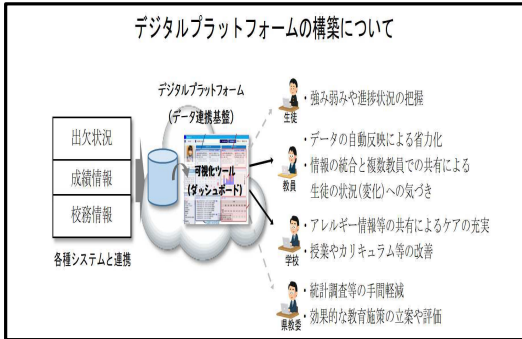 デジタルプラットフォームの構築について
デジタルプラットフォーム
(データ連携基盤)
出欠状況
成績情報
校務情報
各種システムと連携
可視化ツール
(ダッシュボード)
生徒
・強み弱みや進捗状況の把握
教員
・データの自動反映による省力化
・情報の統合と複数教員での共有による
生徒の状況(変化)への気づき
学校
・アレルギー情報等の共有によるケアの充実
・授業やカリキュラム等の改善
県教委
・統計調査等の手間軽減
・効果的な教育施策の立案や評価